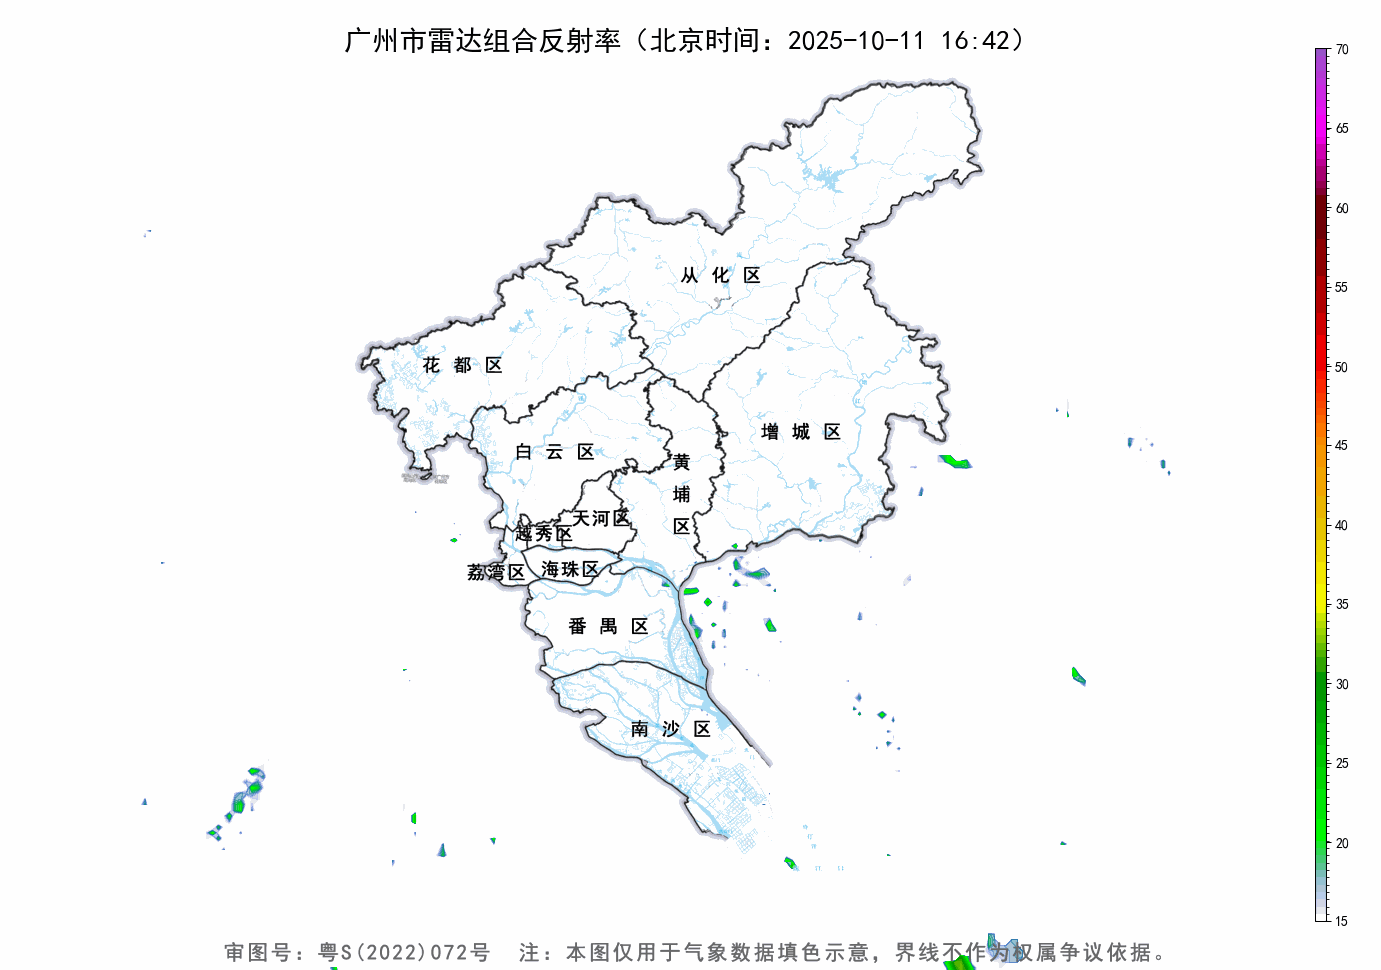 广州市雷达组合反射率（北京时间：2025-10-11 16:42）
70
65
60
55
50
45
40
35
30
25
20
15
从化区
花都区
增城区
白云区
黄埔区
天河区
越秀区
荔湾区
海珠区
番禺区
南沙区
审图号：粤S(2022)072号 注：本图仅用于气象数据填色示意，界线不作为权属争议依据。